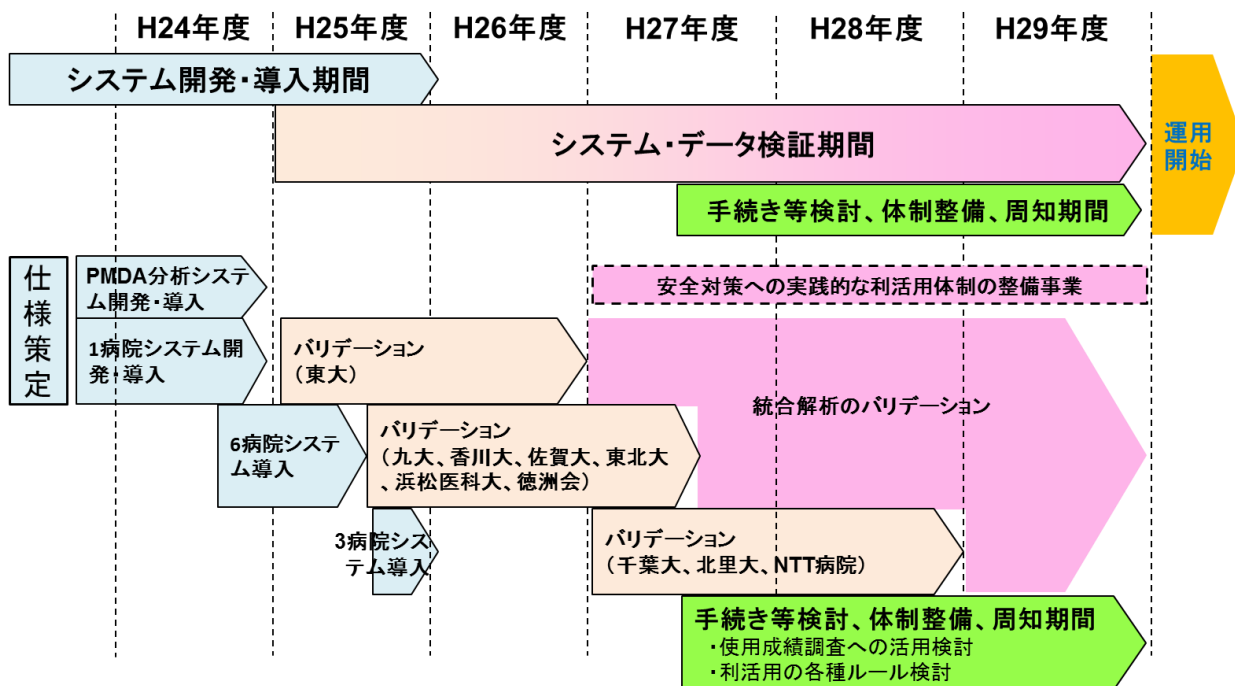 H24年度 H25年度 H26年度 H27年度 H28年度 H29年度
システム開発・導入期間
システム・データ検証期間
運用
開始
手続き等検討、体制整備、周知期間
仕様策定
PMDA分析システ
ム開発・導入
安全対策への実践的な利活用体制の整備事業
1病院システム開
発・導入
バリデーション
（東大）
統合解析のバリデーション
6病院システ
ム導入
バリデーション
（九大、香川大、佐賀大、東北大
、浜松医科大、徳洲会）
3病院シス
テム導入
バリデーション
（千葉大、北里大、NTT病院）
手続き等検討、体制整備、周知期間
・使用成績調査への活用検討
・利活用の各種ルール検討